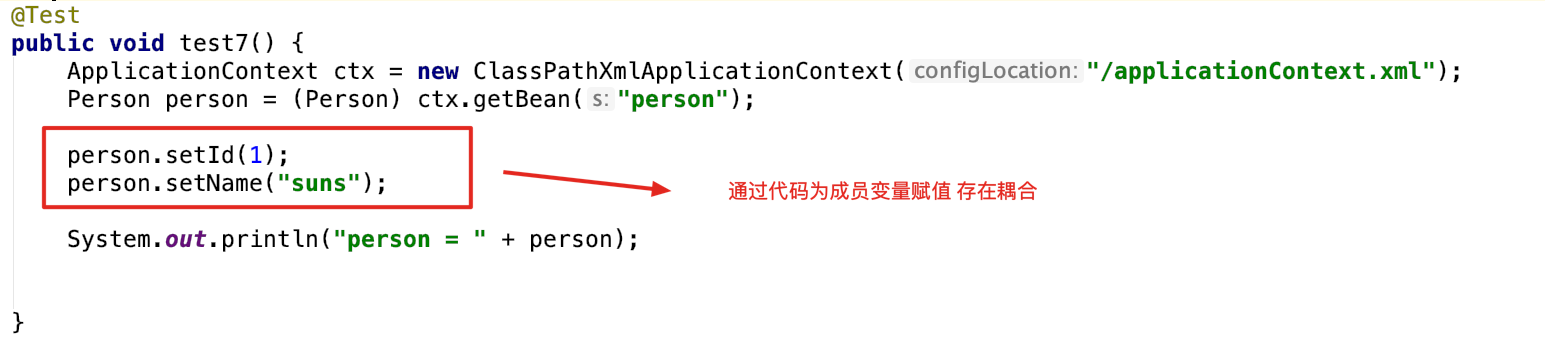 @Test
public void test7() {
ApplicationContext ctx = new ClassPathXmlApplicationContext( configLocation: "/applicationContext.xml");
Person person = (Person) ctx.getBean( s: "person");
person.setId(1);
person.setName("suns");
通过代码为成员变量赋值 存在耦合
System.out.println("person = " + person);
}